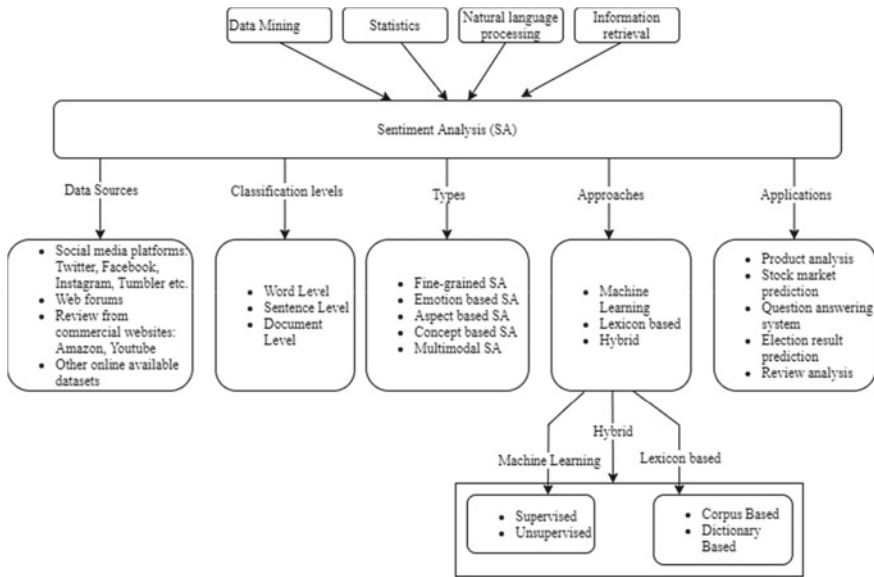 Data Mining
Statistics
Natural language
processing
Information
retrieval
Sentiment Analysis (SA)
Data Sources
Classification levels
Types
Approaches
Applications
• Social media platforms:
Twitter, Facebook,
Instagram, Tumbler etc.
• Web forums
• Review from
commercial websites:
Amazon, Youtube
• Other online available
datasets
• Word Level
• Sentence Level
• Document
Level
• Fine-grained SA
• Emotion based SA
• Aspect based SA
• Concept based SA
• Multimodal SA
• Machine
Learning
• Lexicon based
• Hybrid
• Product analysis
• Stock market
prediction
• Question answering
system
• Election result
prediction
• Review analysis
Hybrid
Machine Learning
Lexicon based
• Supervised
• Unsupervised
• Corpus Based
• Dictionary
Based